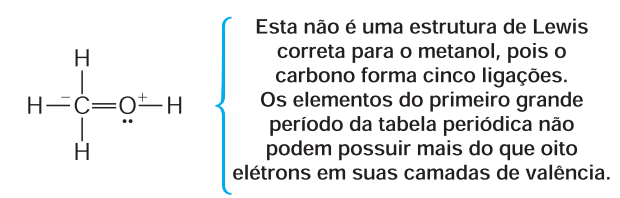 H
H—⁻C=O⁺—H
H
Esta não é uma estrutura de Lewis
correta para o metanol, pois o
carbono forma cinco ligações.
Os elementos do primeiro grande
período da tabela periódica não
podem possuir mais do que oito
elétrons em suas camadas de valência.